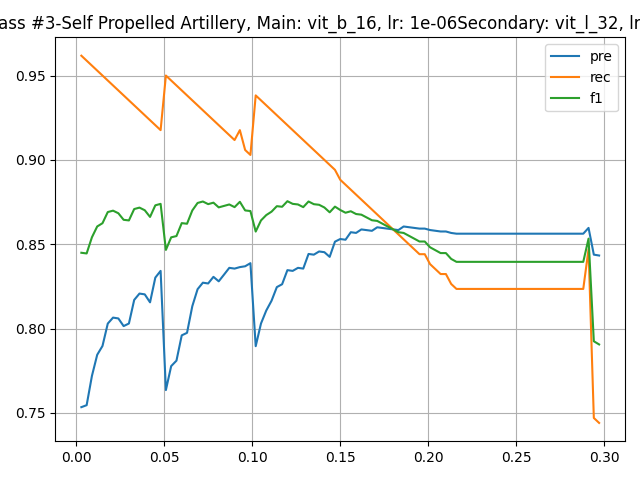 ass #3-Self Propelled Artillery, Main: vit_b_16, lr: 1e-06Secondary: vit_l_32, lr
pre
rec
f1
0.95
0.90
0.85
0.80
0.75
0.00 0.05 0.10 0.15 0.20 0.25 0.30